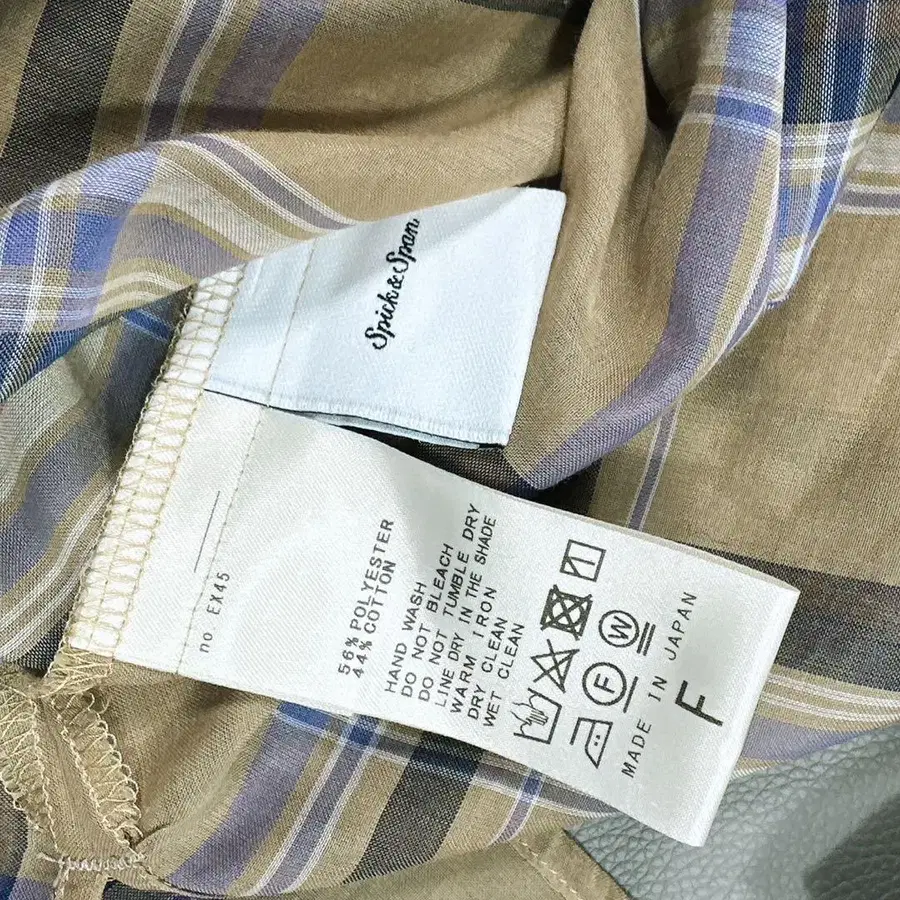 Spick & Span
no. EX45
56% POLYESTER
44% COTTON
HAND WASH
DO NOT BLEACH
DO NOT TUMBLE DRY
LINE DRY IN THE SHADE
WARM IRON
DRY CLEAN
WET CLEAN
F
W
MADE IN JAPAN
F